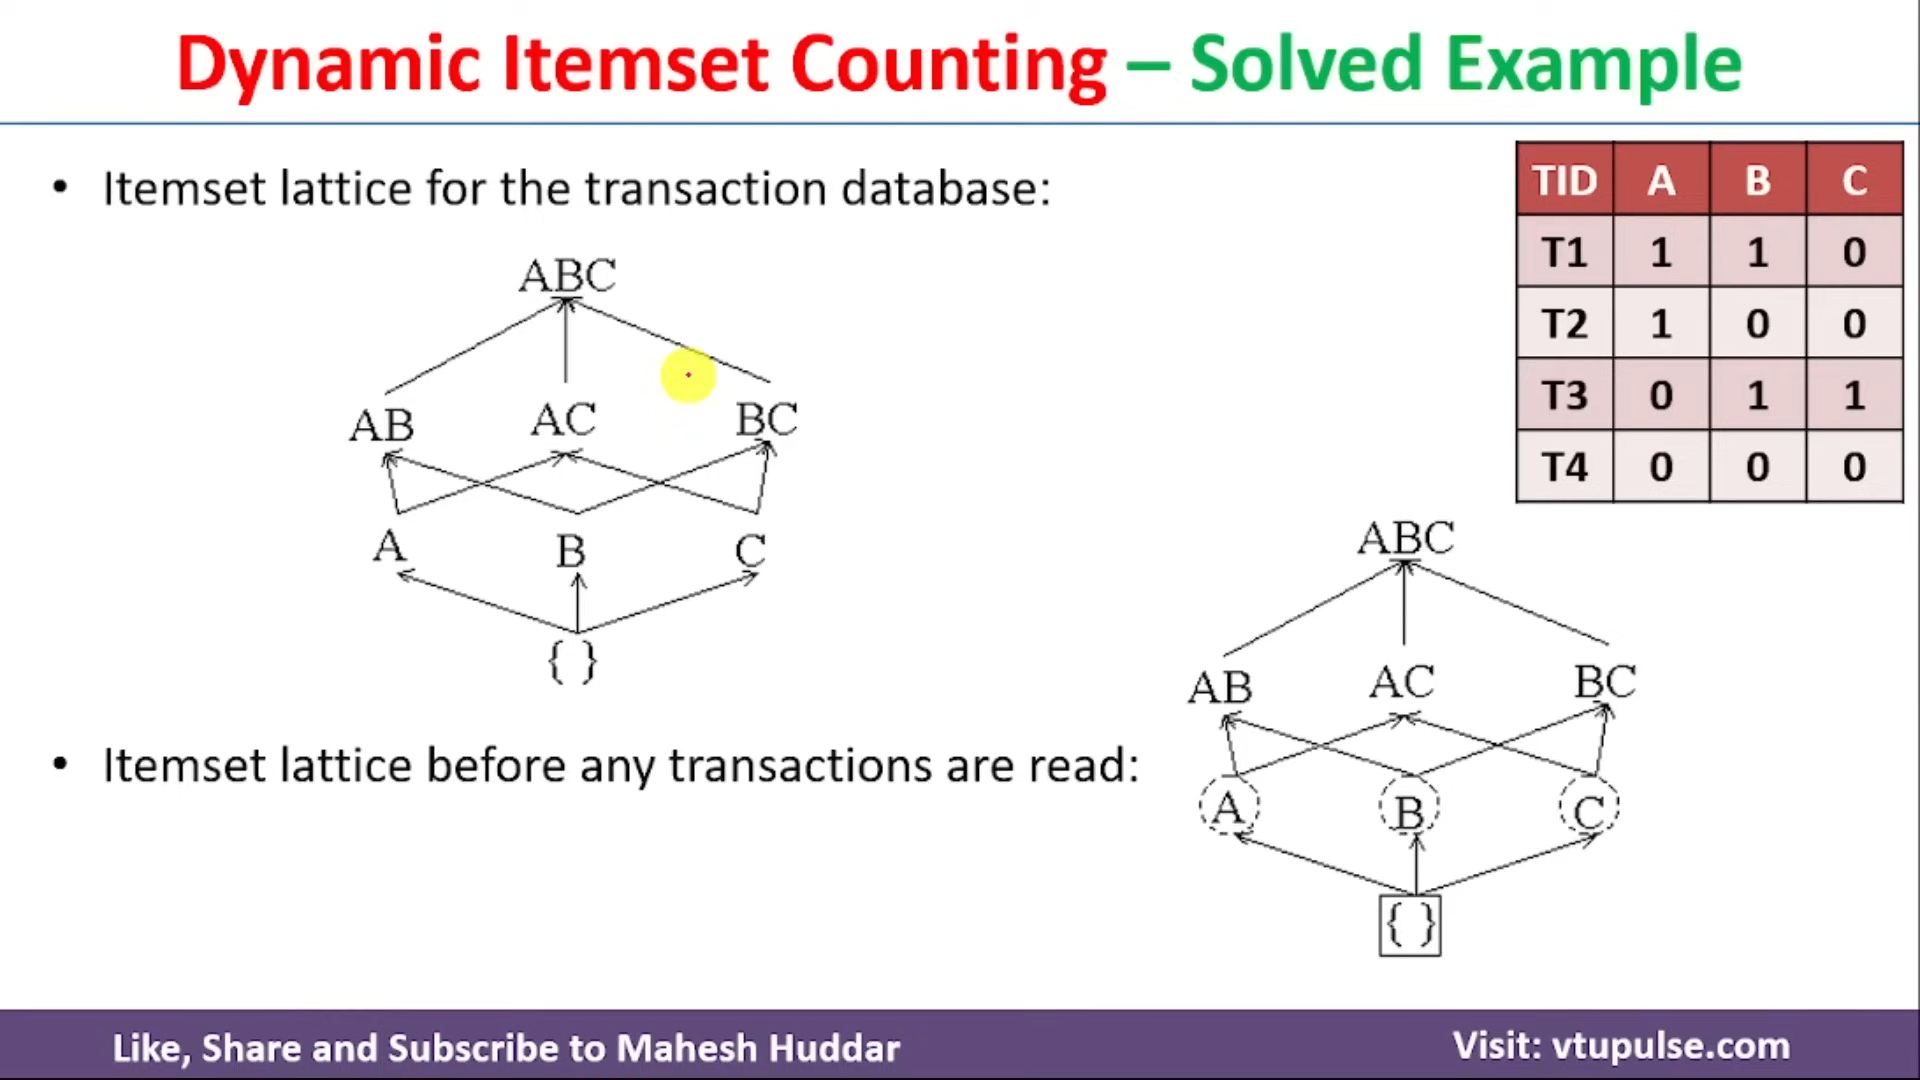 Dynamic Itemset Counting – Solved Example
• Itemset lattice for the transaction database:
ABC
AB AC BC
A B C
{ }
TID A B C
T1 1 1 0
T2 1 0 0
T3 0 1 1
T4 0 0 0
• Itemset lattice before any transactions are read:
ABC
AB AC BC
A B C
{ }
Like, Share and Subscribe to Mahesh Huddar
Visit: vtupulse.com